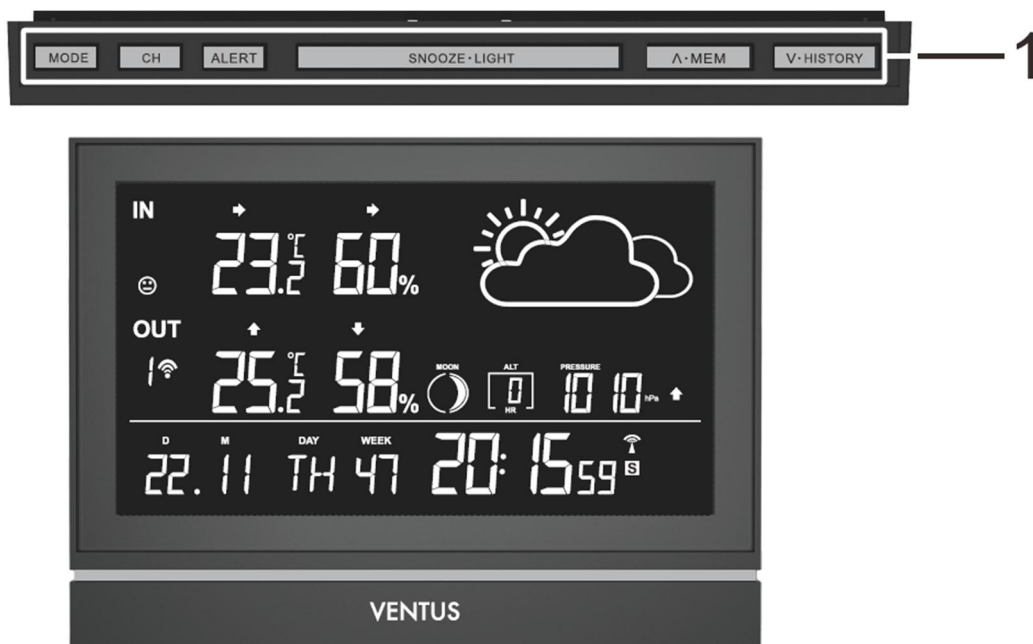 MODE CH ALERT SNOOZE·LIGHT Λ·MEM V·HISTORY 1
IN
23.2 °C 60%
OUT
1 25.2 °C 58% MOON ALT 0 HR PRESSURE 1010 hPa
D M DAY WEEK
22. 11 TH 47 20:15 59 S
VENTUS